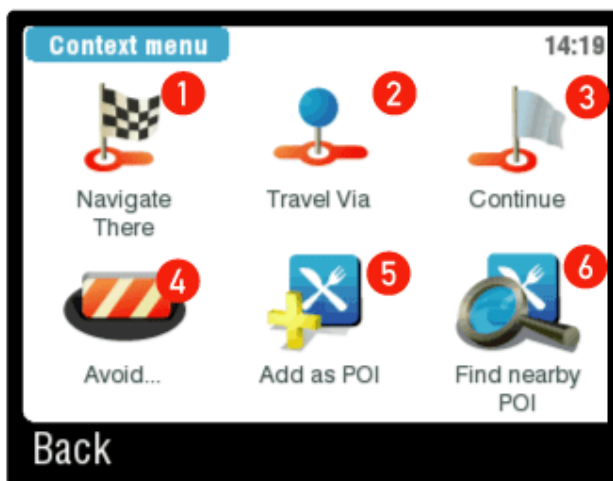 Context menu
14:19
1
2
3
Navigate
There
Travel Via
Continue
4
5
6
Avoid...
Add as POI
Find nearby
POI
Back